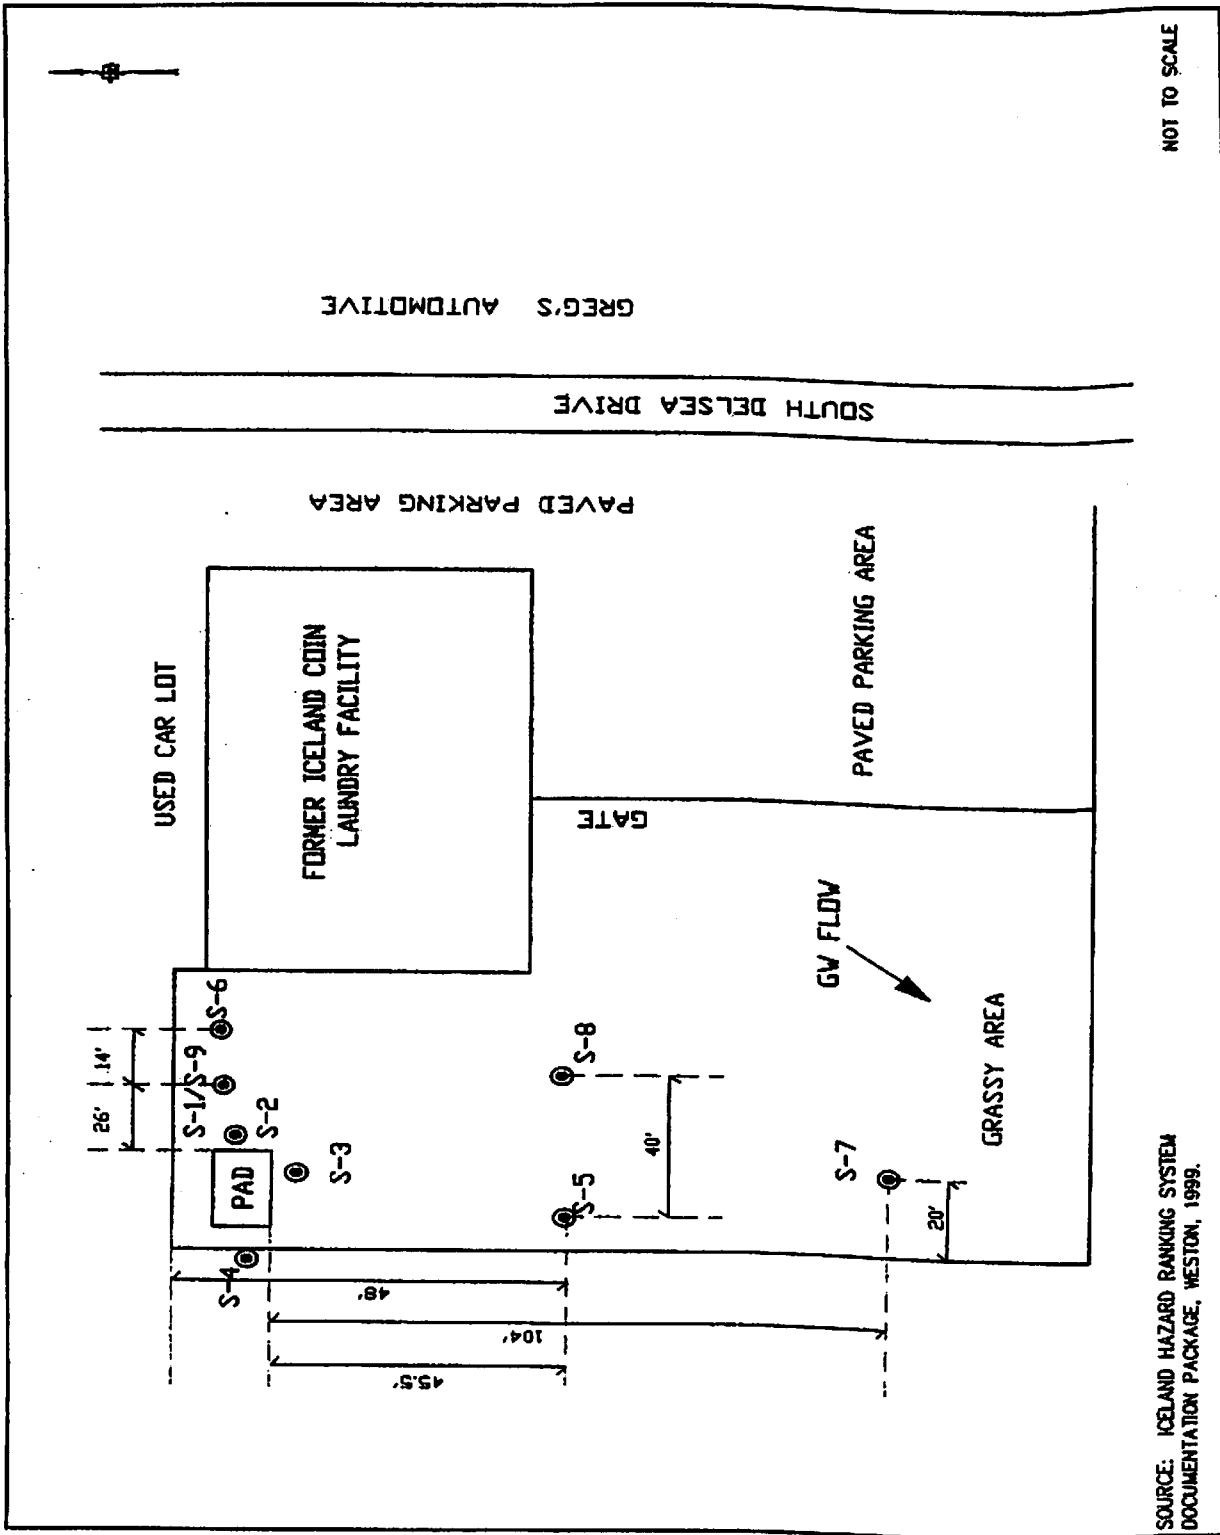 NOT TO SCALE
GREG'S AUTOMOTIVE
SOUTH DELSEA DRIVE
PAVED PARKING AREA
PAVED PARKING AREA
USED CAR LOT
FORMER ICELAND COIN
LAUNDRY FACILITY
GATE
GW FLOW
GRASSY AREA
S-6
14'
S-1/S-9
26'
S-2
PAD
S-3
S-4
S-8
40'
S-5
S-7
20'
48'
104'
45.5'
SOURCE: ICELAND HAZARD RANKING SYSTEM
DOCUMENTATION PACKAGE, WESTON, 1999.